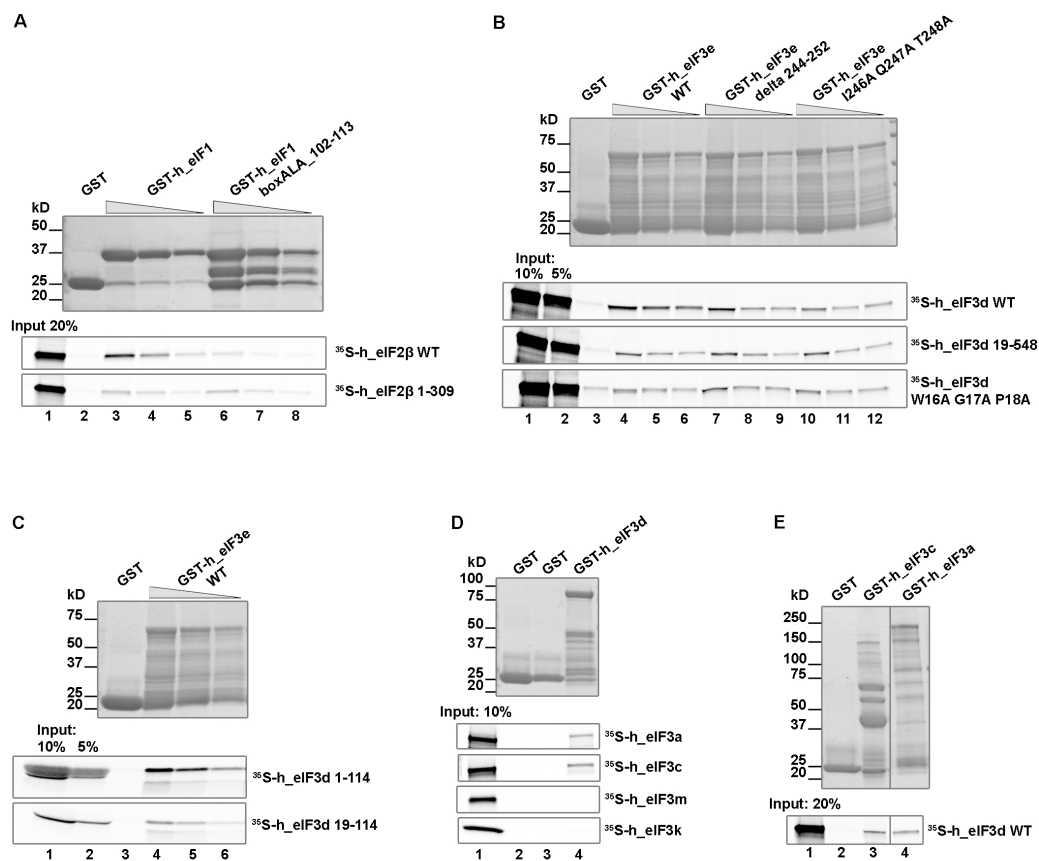 A
GST
GST-h_eIF1
GST-h_eIF1
boxALA_102-113
kD
50
37
25
20
Input 20%
35S-h_eIF2β WT
35S-h_eIF2β 1-309
1 2 3 4 5 6 7 8
B
GST
GST-h_eIF3e
WT
GST-h_eIF3e
delta 244-252
GST-h_eIF3e
I246A Q247A T248A
kD
75
50
37
25
20
Input:
10% 5%
35S-h_eIF3d WT
35S-h_eIF3d 19-548
35S-h_eIF3d
W16A G17A P18A
1 2 3 4 5 6 7 8 9 10 11 12
C
GST
GST-h_eIF3e
WT
kD
75
50
37
25
20
Input:
10% 5%
35S-h_eIF3d 1-114
35S-h_eIF3d 19-114
1 2 3 4 5 6
D
GST
GST
GST-h_eIF3d
kD
100
75
50
37
25
20
Input: 10%
35S-h_eIF3a
35S-h_eIF3c
35S-h_eIF3m
35S-h_eIF3k
1 2 3 4
E
GST
GST-h_eIF3c
GST-h_eIF3a
kD
250
150
100
75
50
37
25
20
Input: 20%
35S-h_eIF3d WT
1 2 3 4